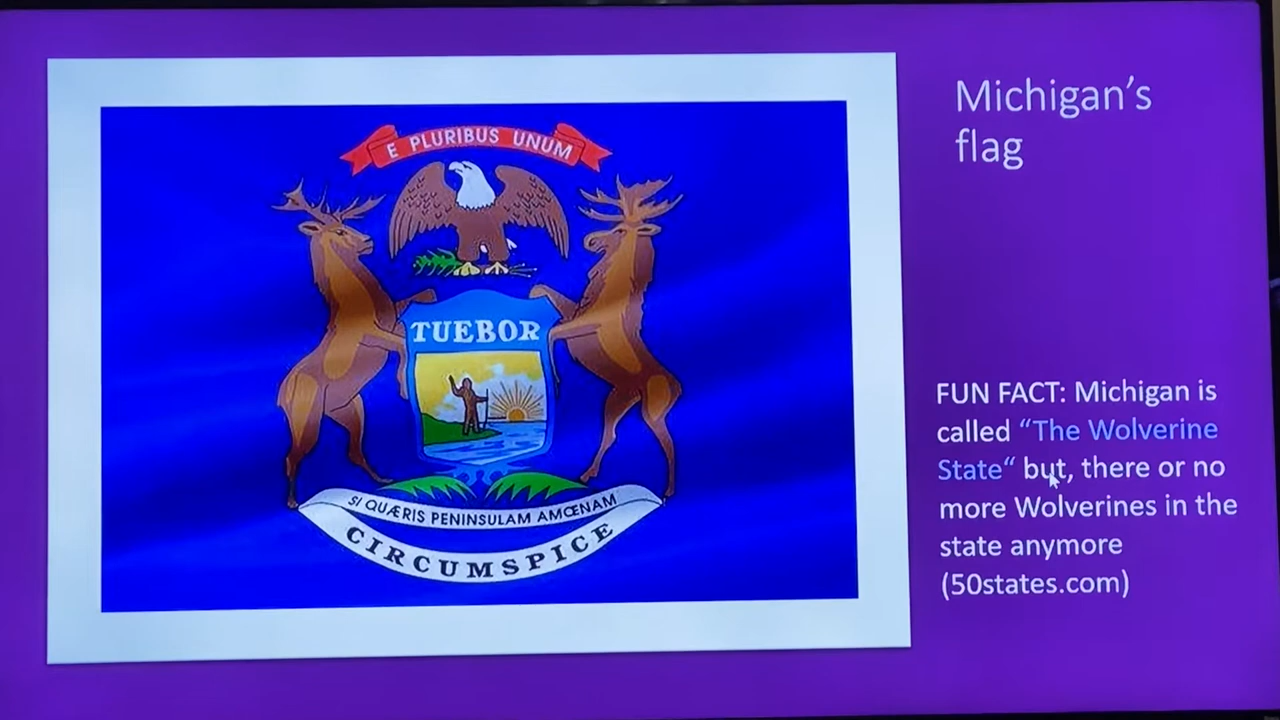 Michigan's
flag
E PLURIBUS UNUM
TUEBOR
SI QUÆRIS PENINSULAM AMŒNAM
CIRCUMSPICE
FUN FACT: Michigan is
called “The Wolverine
State“ but, there or no
more Wolverines in the
state anymore
(50states.com)